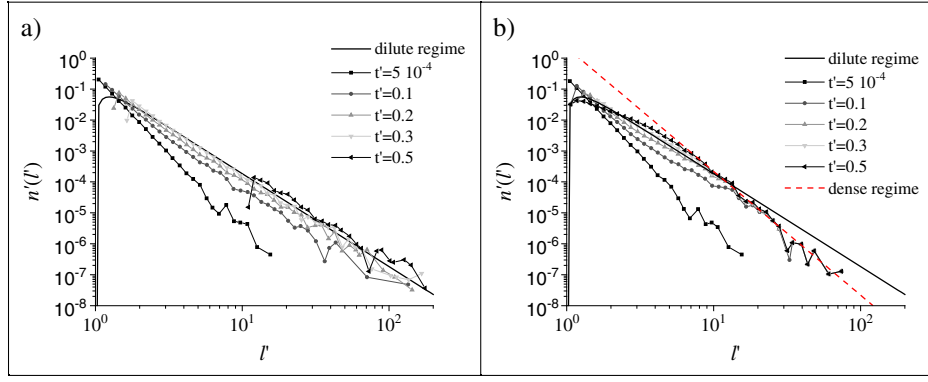 a)
dilute regime
t'=5 10⁻⁴
t'=0.1
t'=0.2
t'=0.3
t'=0.5
10⁰
10⁻¹
10⁻²
10⁻³
10⁻⁴
10⁻⁵
10⁻⁶
10⁻⁷
10⁻⁸
n'(l')
10⁰ 10¹ 10²
l'
b)
dilute regime
t'=5 10⁻⁴
t'=0.1
t'=0.2
t'=0.3
t'=0.5
dense regime
10⁰
10⁻¹
10⁻²
10⁻³
10⁻⁴
10⁻⁵
10⁻⁶
10⁻⁷
10⁻⁸
n'(l')
10⁰ 10¹ 10²
l'